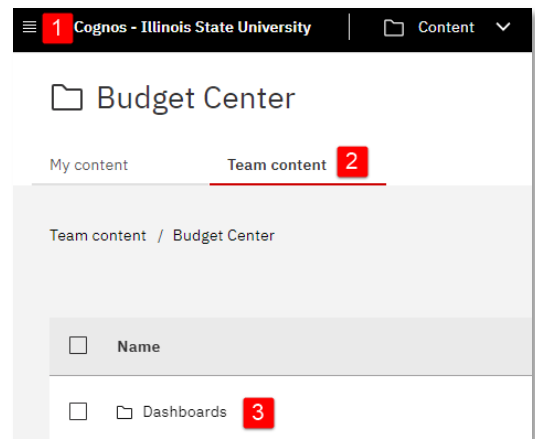 1 Cognos - Illinois State University Content
Budget Center
My content Team content 2
Team content / Budget Center
Name
Dashboards 3